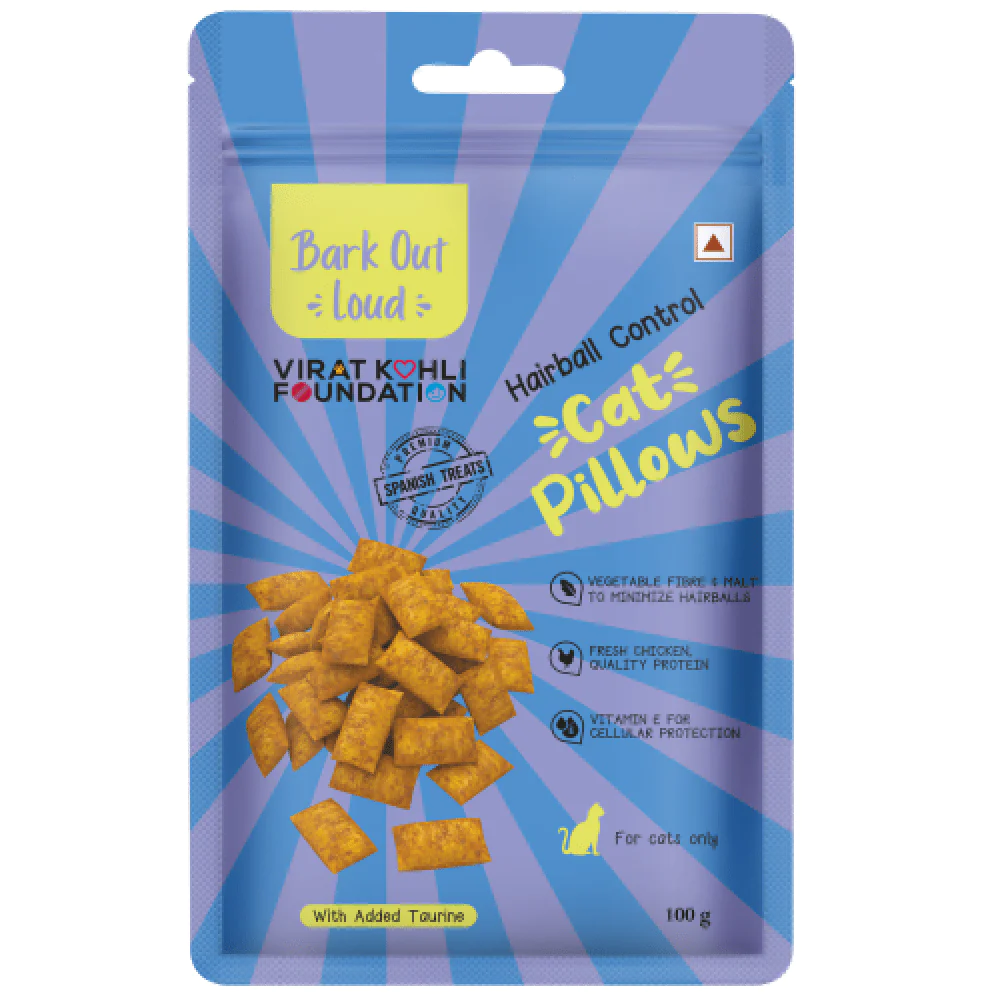 Bark Out
Loud
VIRAT KOHLI
FOUNDATION
Hairball Control
Cat
Pillows
PREMIUM
SPANISH TREATS
QUALITY
VEGETABLE FIBRE & MALT
TO MINIMIZE HAIRBALLS
FRESH CHICKEN,
QUALITY PROTEIN
VITAMIN E FOR
CELLULAR PROTECTION
For cats only
With Added Taurine
100 g